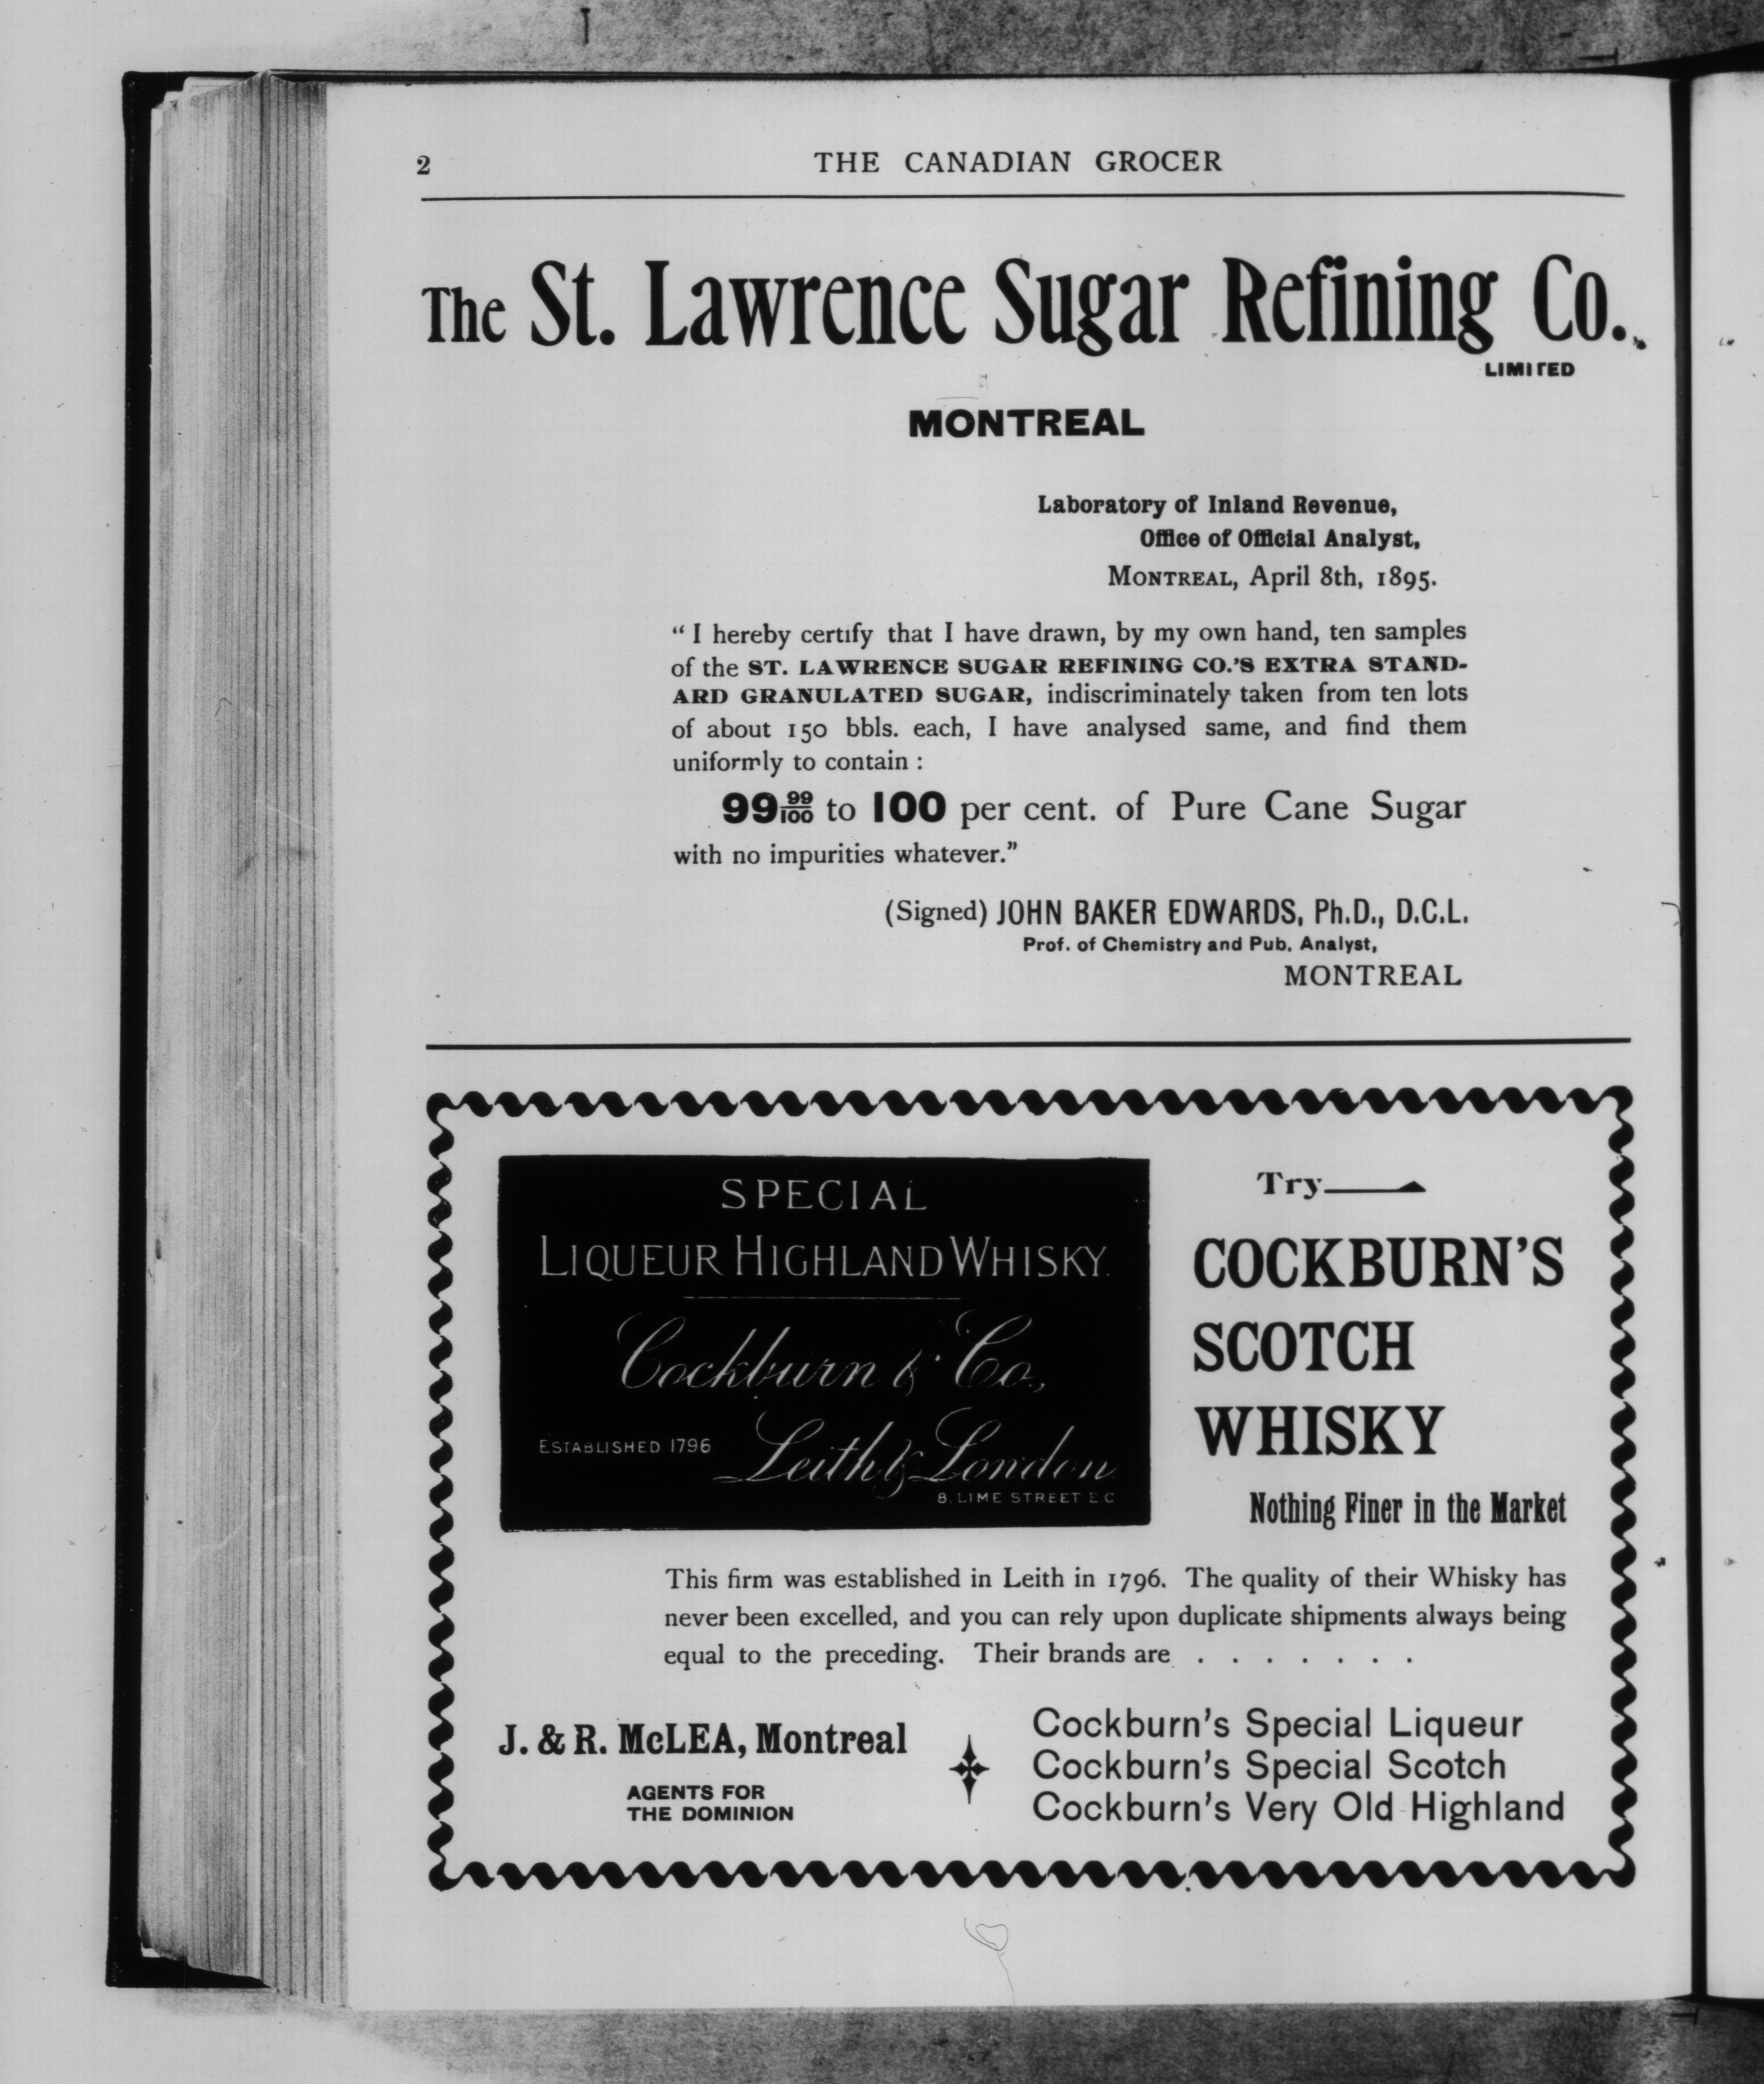 2
THE CANADIAN GROCER
The St. Lawrence Sugar Refining Co.,
LIMITED
MONTREAL
Laboratory of Inland Revenue,
Office of Official Analyst,
MONTREAL, April 8th, 1895.
“ I hereby certify that I have drawn, by my own hand, ten samples
of the ST. LAWRENCE SUGAR REFINING CO.'S EXTRA STAND-
ARD GRANULATED SUGAR, indiscriminately taken from ten lots
of about 150 bbls. each, I have analysed same, and find them
uniformly to contain :
99 99/100 to 100 per cent. of Pure Cane Sugar
with no impurities whatever.”
(Signed) JOHN BAKER EDWARDS, Ph.D., D.C.L.
Prof. of Chemistry and Pub. Analyst,
MONTREAL
SPECIAL
LIQUEUR HIGHLAND WHISKY.
Cockburn & Co.,
ESTABLISHED 1796 Leith & London
8, LIME STREET E C
Try
COCKBURN'S
SCOTCH
WHISKY
Nothing Finer in the Market
This firm was established in Leith in 1796. The quality of their Whisky has
never been excelled, and you can rely upon duplicate shipments always being
equal to the preceding. Their brands are . . . . . . .
J. & R. McLEA, Montreal
AGENTS FOR
THE DOMINION
Cockburn's Special Liqueur
Cockburn's Special Scotch
Cockburn's Very Old Highland